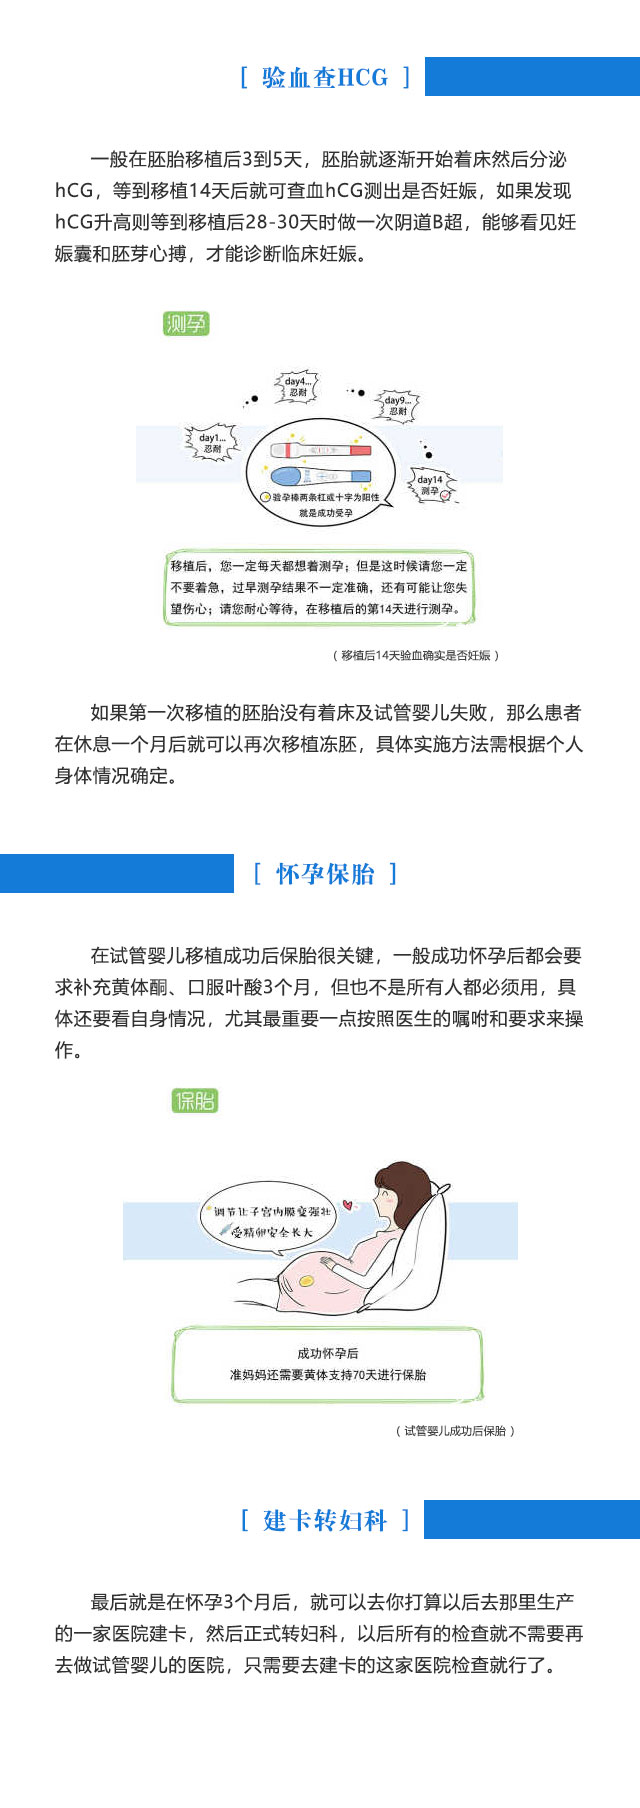 [ 验血查HCG ]
一般在胚胎移植后3到5天，胚胎就逐渐开始着床然后分泌
hCG，等到移植14天后就可查血hCG测出是否妊娠，如果发现
hCG升高则等到移植后28-30天时做一次阴道B超，能够看见妊
娠囊和胚芽心搏，才能诊断临床妊娠。
测孕
day4...
忍耐
day9...
忍耐
day1...
忍耐
day14
测孕
验孕棒两条杠或十字为阳性
就是成功受孕
移植后，您一定每天都想着测孕；但是这时候请您一定
不要着急，过早测孕结果不一定准确，还有可能让您失
望伤心；请您耐心等待，在移植后的第14天进行测孕。
（移植后14天验血确实是否妊娠）
如果第一次移植的胚胎没有着床及试管婴儿失败，那么患者
在休息一个月后就可以再次移植冻胚，具体实施方法需根据个人
身体情况确定。
[ 怀孕保胎 ]
在试管婴儿移植成功后保胎很关键，一般成功怀孕后都会要
求补充黄体酮、口服叶酸3个月，但也不是所有人都必须用，具
体还要看自身情况，尤其最重要一点按照医生的嘱咐和要求来操
作。
保胎
调节让子宫内膜变强壮
受精卵安全长大
成功怀孕后
准妈妈还需要黄体支持70天进行保胎
（试管婴儿成功后保胎）
[ 建卡转妇科 ]
最后就是在怀孕3个月后，就可以去你打算以后去那里生产
的一家医院建卡，然后正式转妇科，以后所有的检查就不需要再
去做试管婴儿的医院，只需要去建卡的这家医院检查就行了。